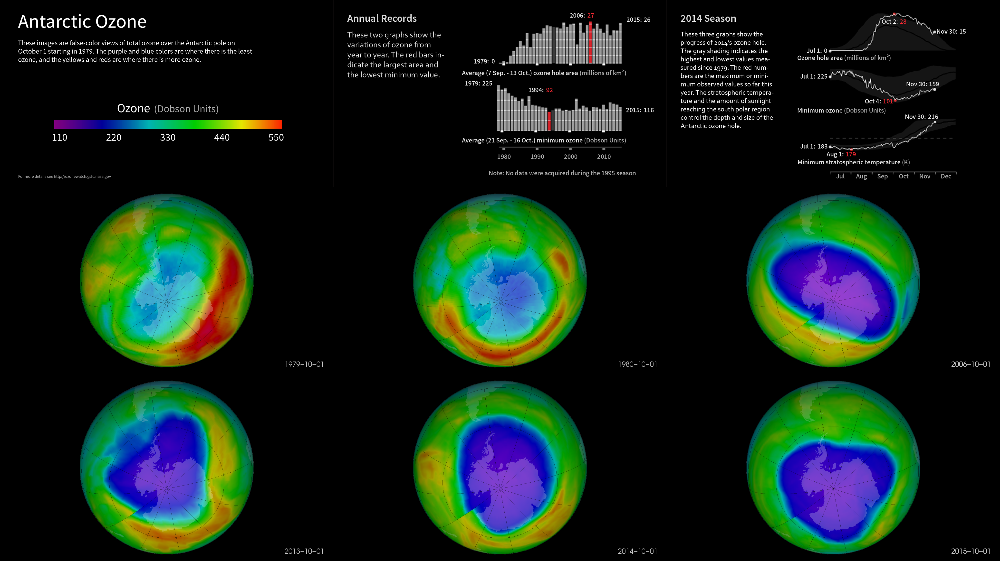 Antarctic Ozone
These images are false-color views of total ozone over the Antarctic pole on
October 1 starting in 1979. The purple and blue colors are where there is the least
ozone, and the yellows and reds are where there is more ozone.
Ozone (Dobson Units)
110 220 330 440 550
For more details see http://ozonewatch.gsfc.nasa.gov
Annual Records
These two graphs show the
variations of ozone from
year to year. The red bars in-
dicate the largest area and
the lowest minimum value.
2006: 27
2015: 26
1979: 0
Average (7 Sep. - 13 Oct.) ozone hole area (millions of km²)
1979: 225
1994: 92
2015: 116
Average (21 Sep. - 16 Oct.) minimum ozone (Dobson Units)
1980 1990 2000 2010
Note: No data were acquired during the 1995 season
2014 Season
These three graphs show the
progress of 2014's ozone hole.
The gray shading indicates the
highest and lowest values mea-
sured since 1979. The red num-
bers are the maximum or mini-
mum observed values so far this
year. The stratospheric tempera-
ture and the amount of sunlight
reaching the south polar region
control the depth and size of the
Antarctic ozone hole.
Oct 2: 28
Nov 30: 15
Jul 1: 0
Ozone hole area (millions of km²)
Jul 1: 225
Nov 30: 159
Oct 4: 101
Minimum ozone (Dobson Units)
Nov 30: 216
Jul 1: 183
Aug 1: 179
Minimum stratospheric temperature (K)
Jul Aug Sep Oct Nov Dec
1979-10-01
1980-10-01
2006-10-01
2013-10-01
2014-10-01
2015-10-01